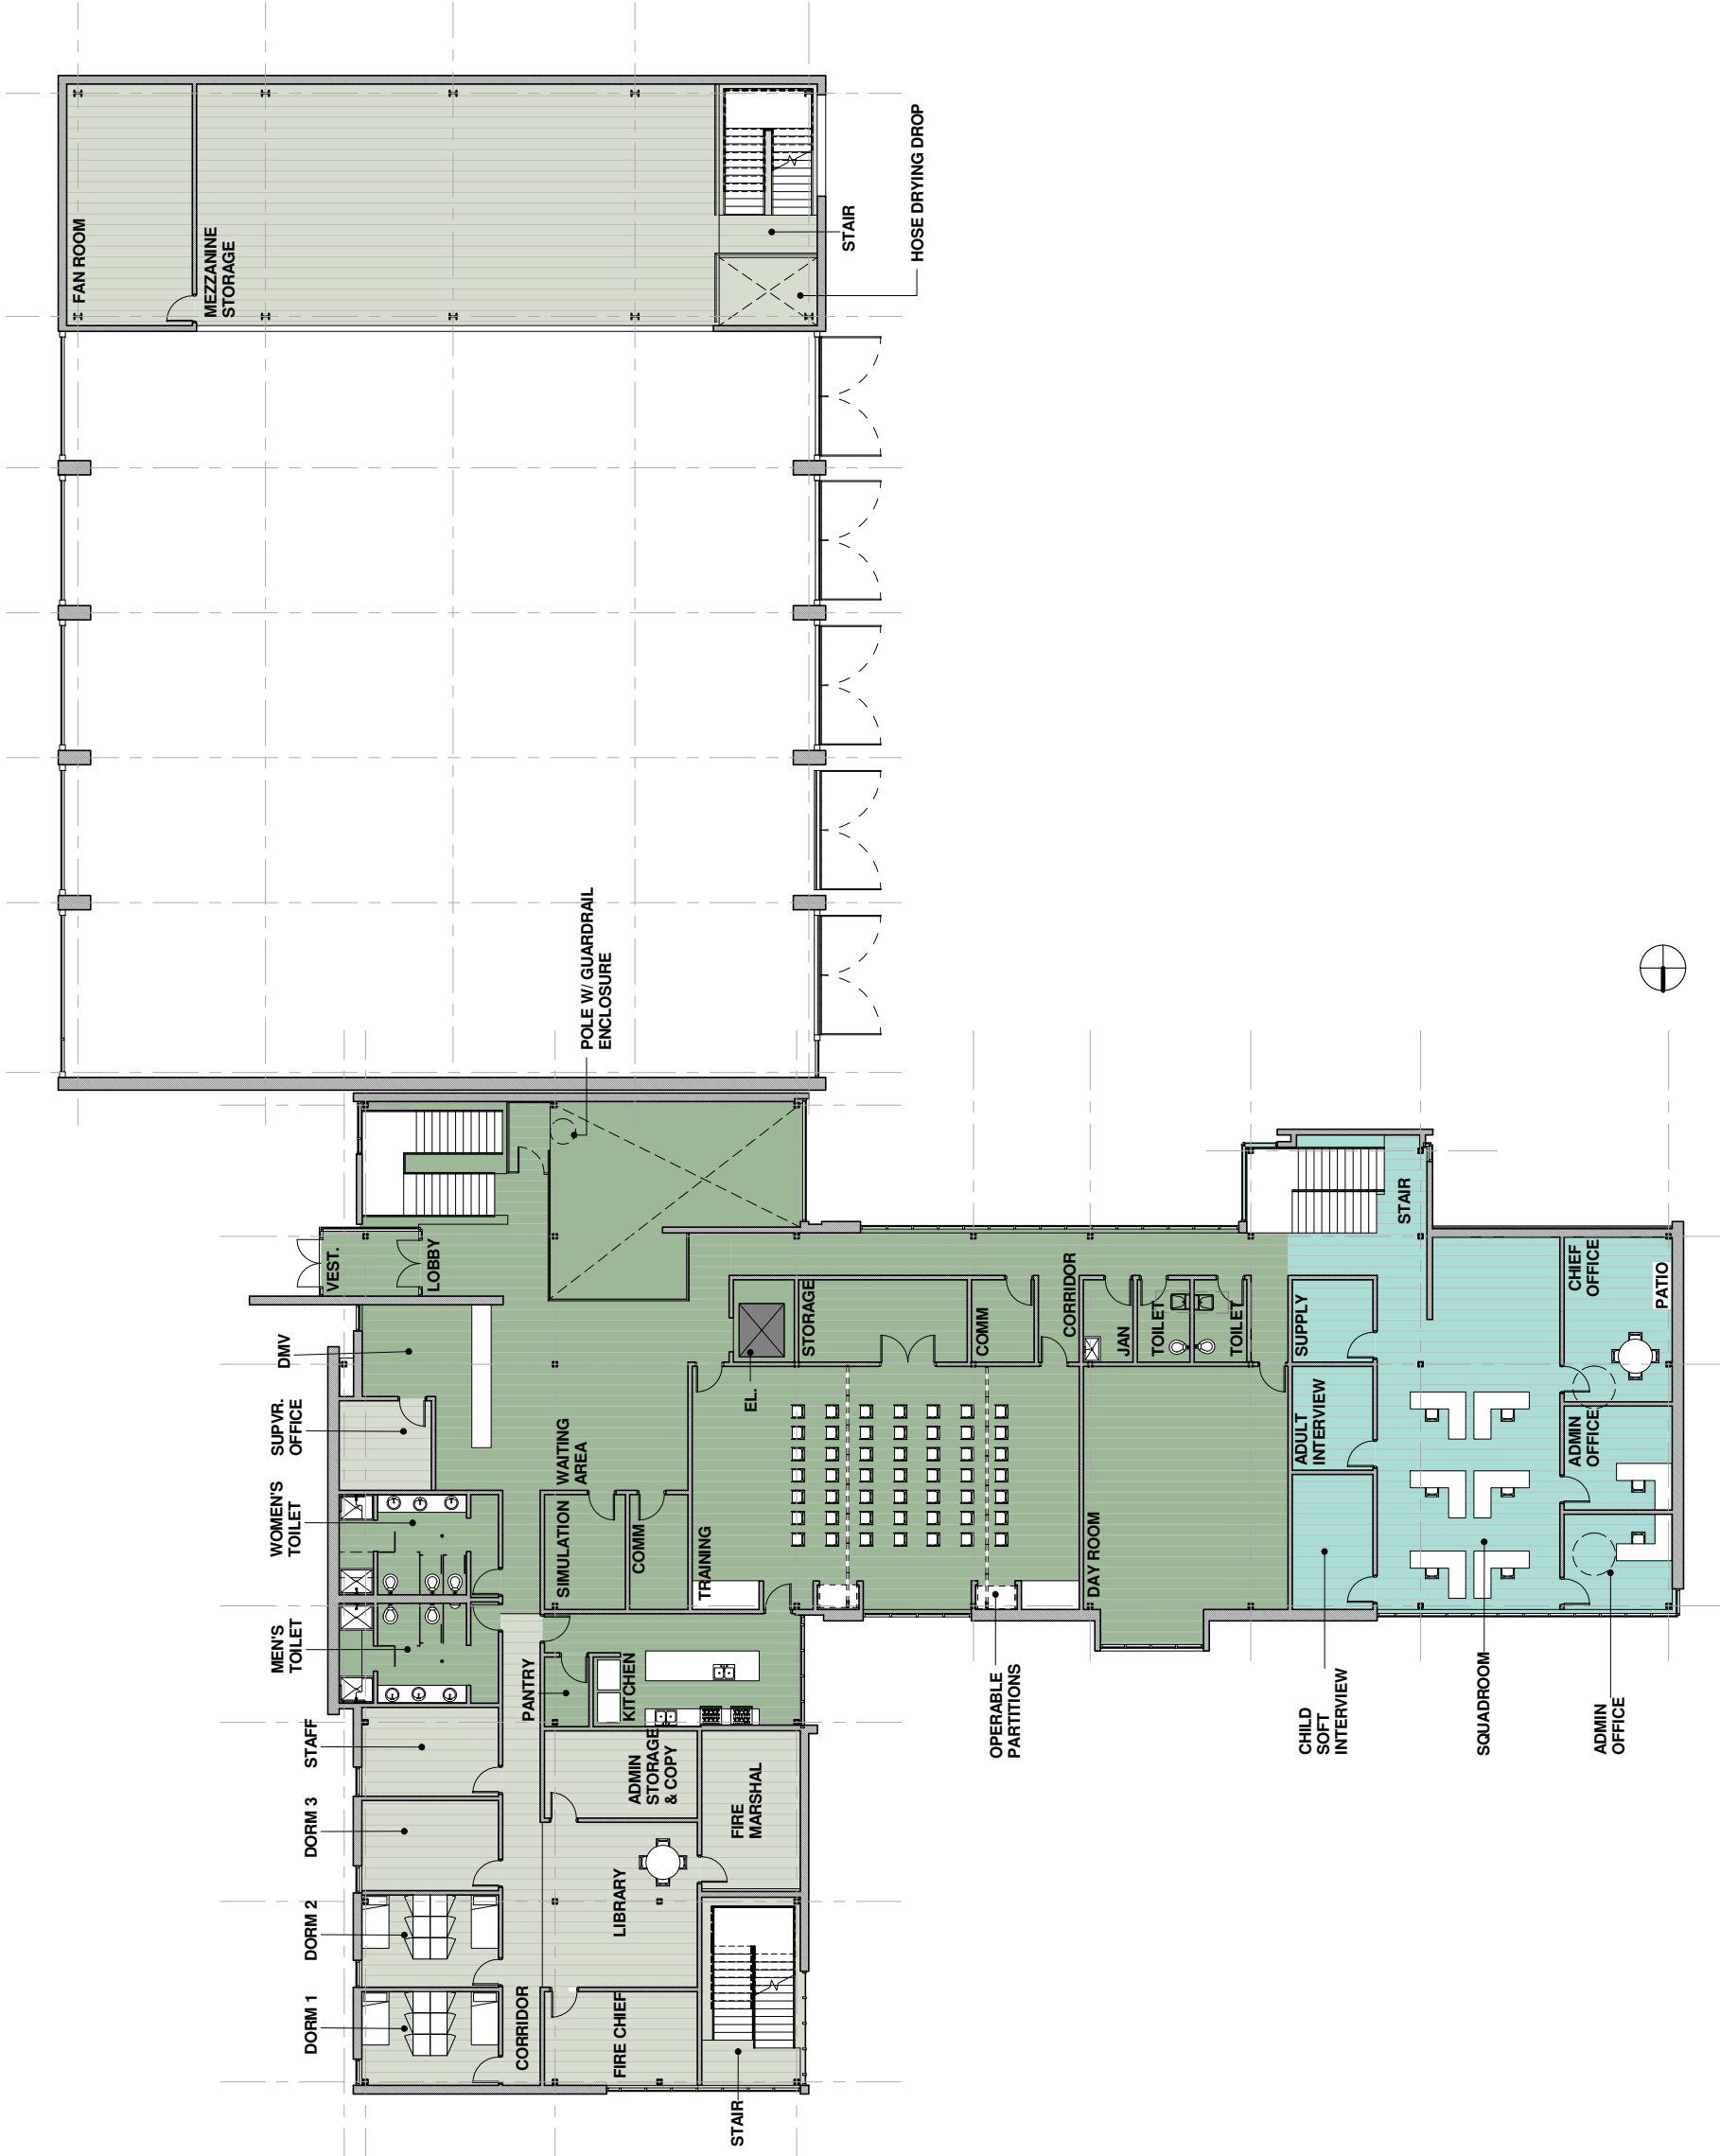 FAN ROOM
MEZZANINE
STORAGE
STAIR
HOSE DRYING DROP
POLE W/ GUARDRAIL
ENCLOSURE
VEST.
LOBBY
DMV
SUPVR.
OFFICE
WOMEN'S
TOILET
MEN'S
TOILET
STAFF
DORM 3
DORM 2
DORM 1
CORRIDOR
WAITING
AREA
SIMULATION
COMM
PANTRY
KITCHEN
ADMIN
STORAGE
& COPY
FIRE
MARSHAL
LIBRARY
FIRE CHIEF
STAIR
EL.
STORAGE
COMM
CORRIDOR
JAN
TOILET
TOILET
TRAINING
OPERABLE
PARTITIONS
DAY ROOM
STAIR
SUPPLY
ADULT
INTERVIEW
CHILD
SOFT
INTERVIEW
SQUADROOM
CHIEF
OFFICE
PATIO
ADMIN
OFFICE
ADMIN
OFFICE